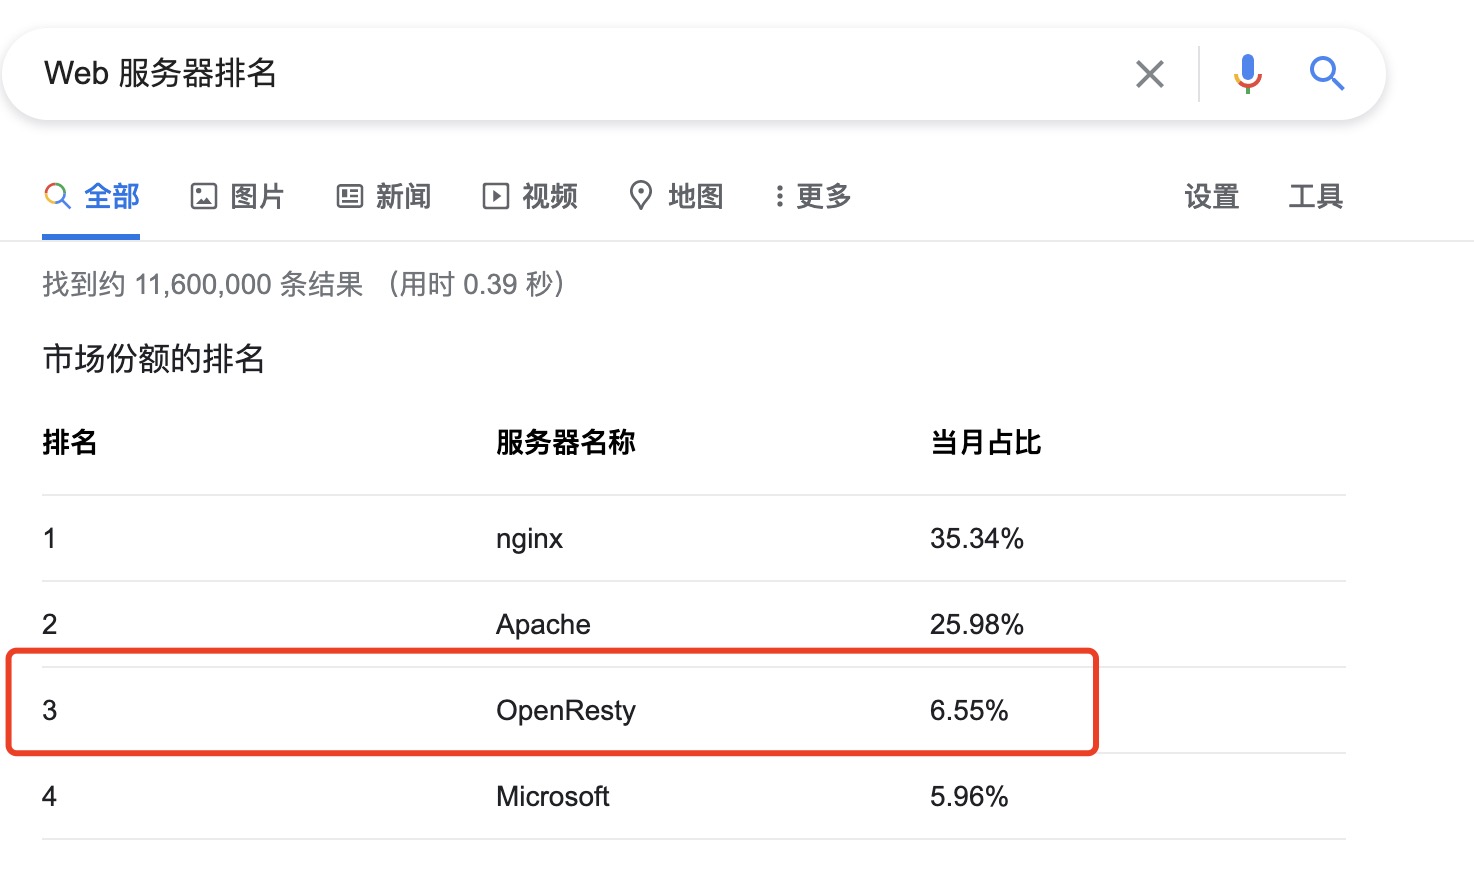 Web 服务器排名
全部 图片 新闻 视频 地图 更多 设置 工具
找到约 11,600,000 条结果 （用时 0.39 秒）
市场份额的排名
排名 服务器名称 当月占比
1 nginx 35.34%
2 Apache 25.98%
3 OpenResty 6.55%
4 Microsoft 5.96%